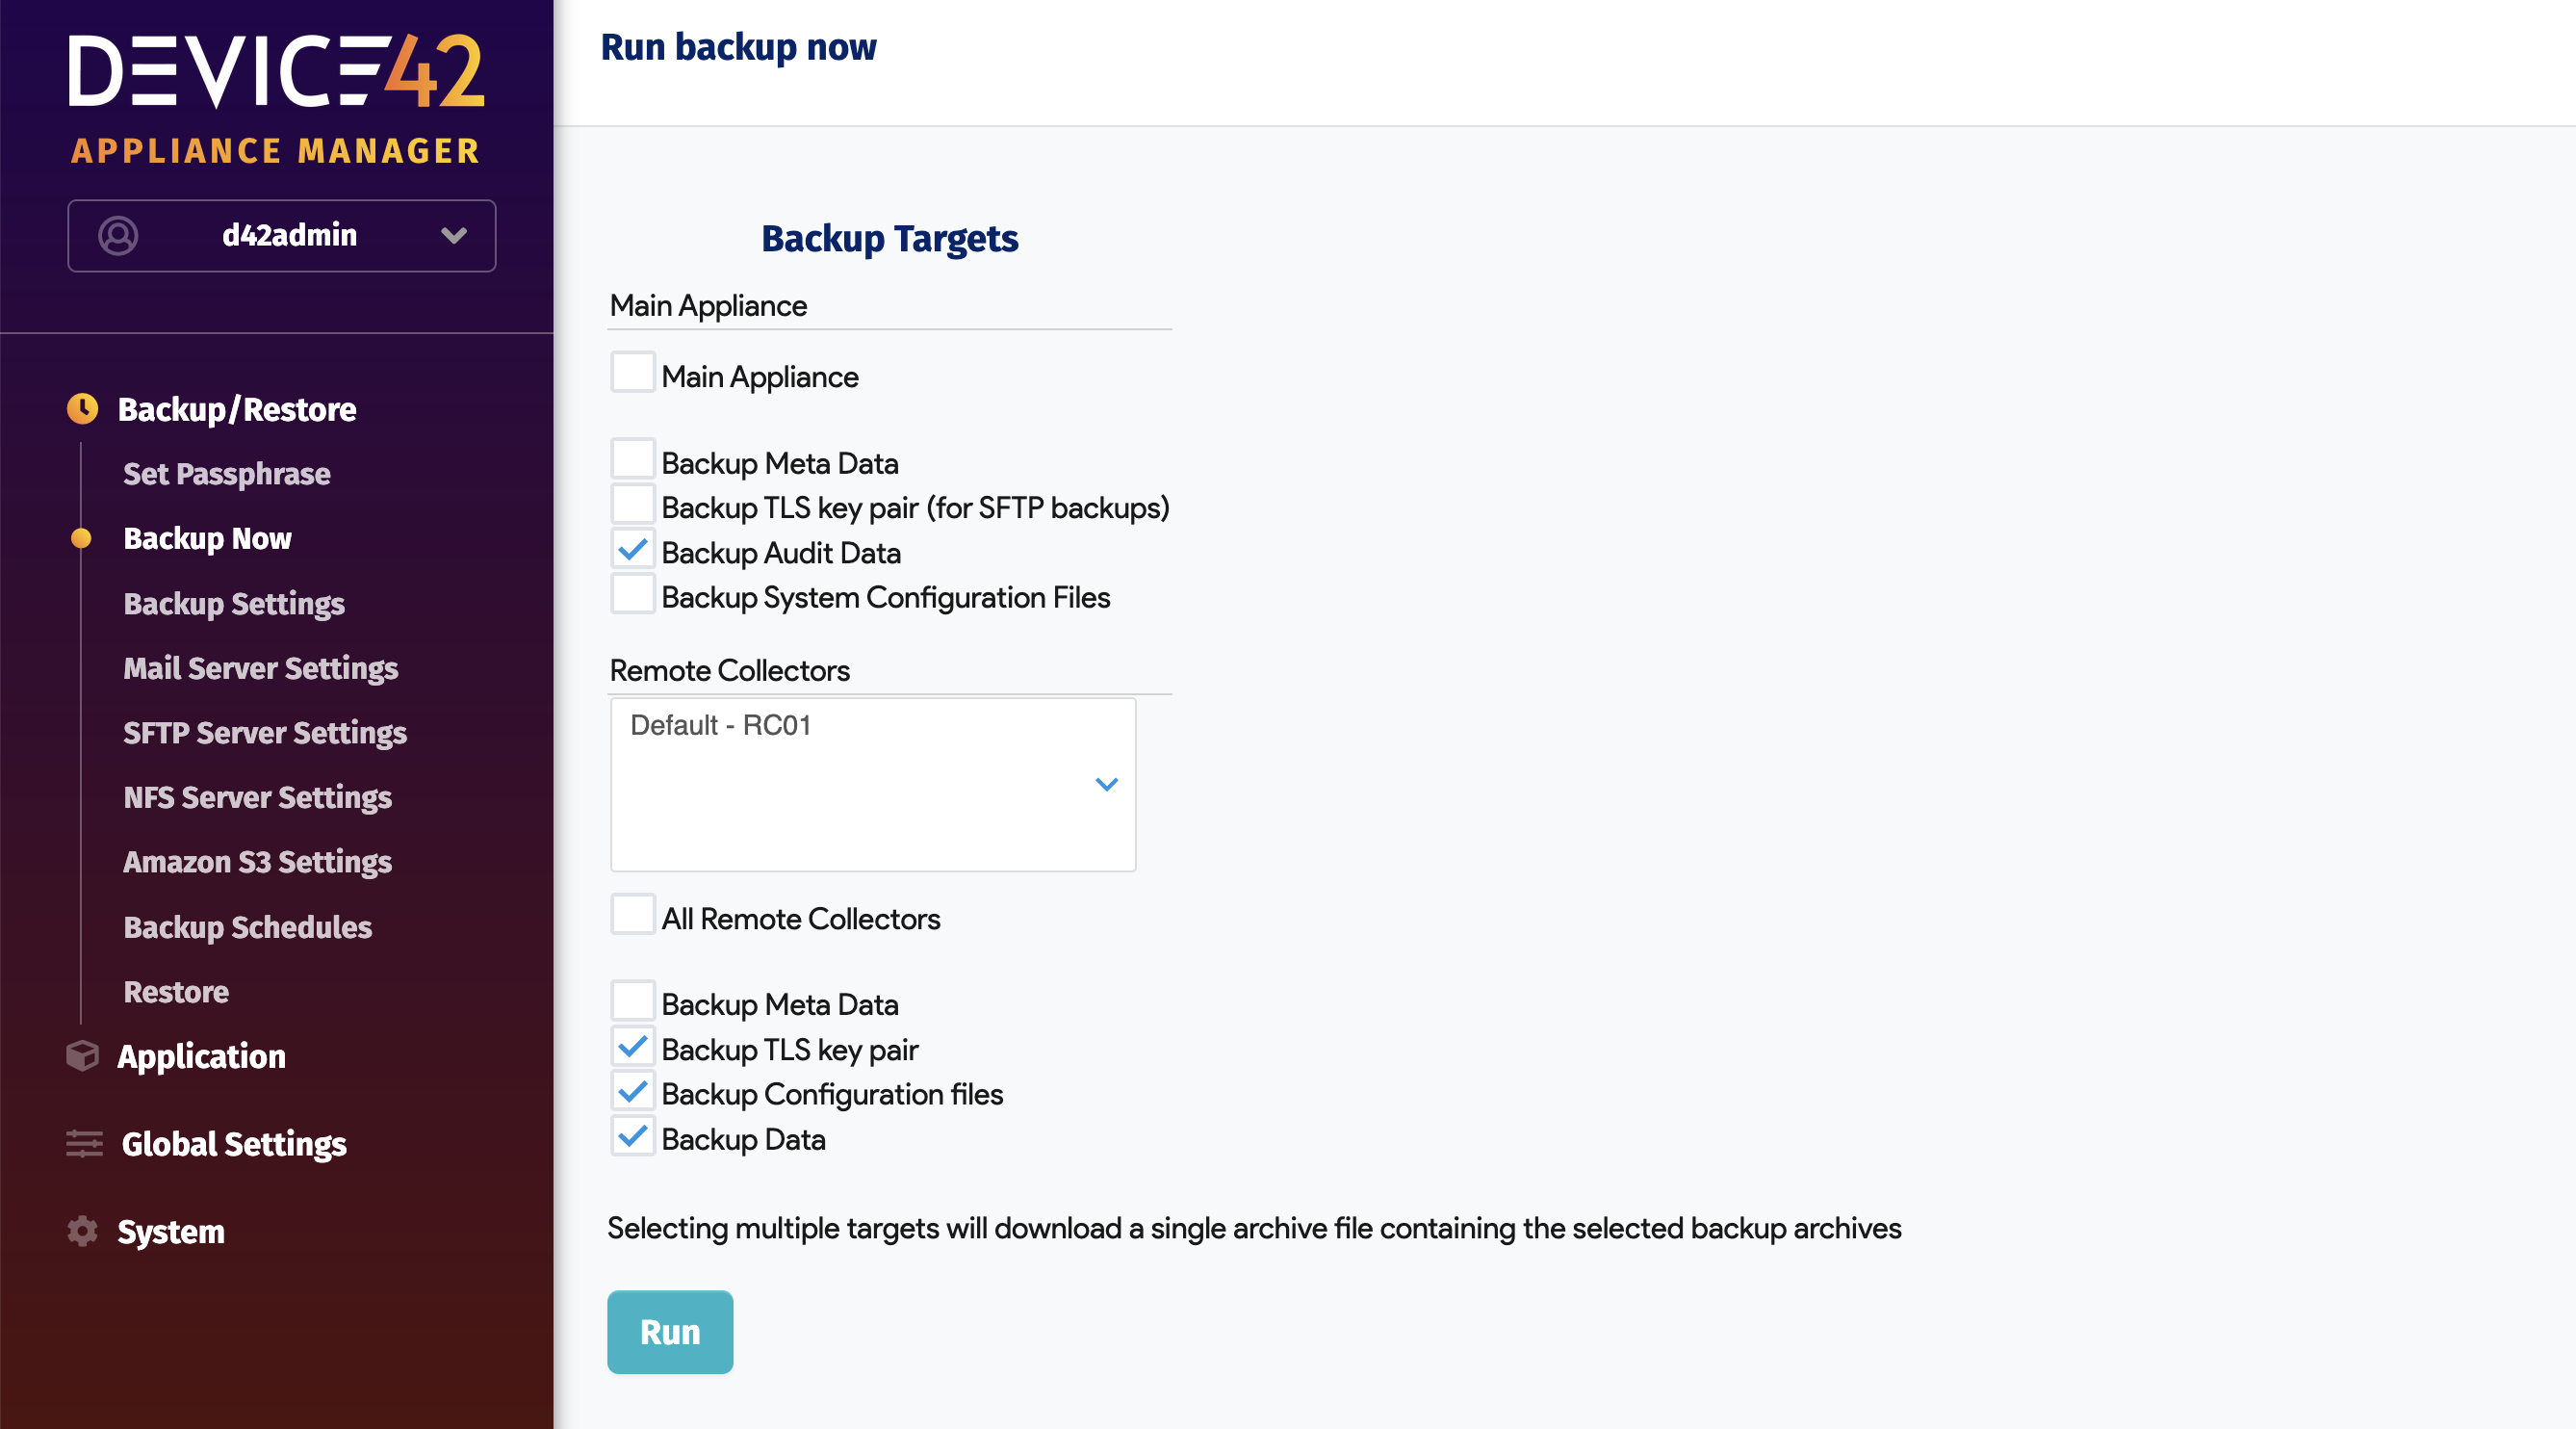 DEVICE42
APPLIANCE MANAGER
d42admin
Backup/Restore
Set Passphrase
Backup Now
Backup Settings
Mail Server Settings
SFTP Server Settings
NFS Server Settings
Amazon S3 Settings
Backup Schedules
Restore
Application
Global Settings
System
Run backup now
Backup Targets
Main Appliance
Main Appliance
Backup Meta Data
Backup TLS key pair (for SFTP backups)
Backup Audit Data
Backup System Configuration Files
Remote Collectors
Default - RC01
All Remote Collectors
Backup Meta Data
Backup TLS key pair
Backup Configuration files
Backup Data
Selecting multiple targets will download a single archive file containing the selected backup archives
Run